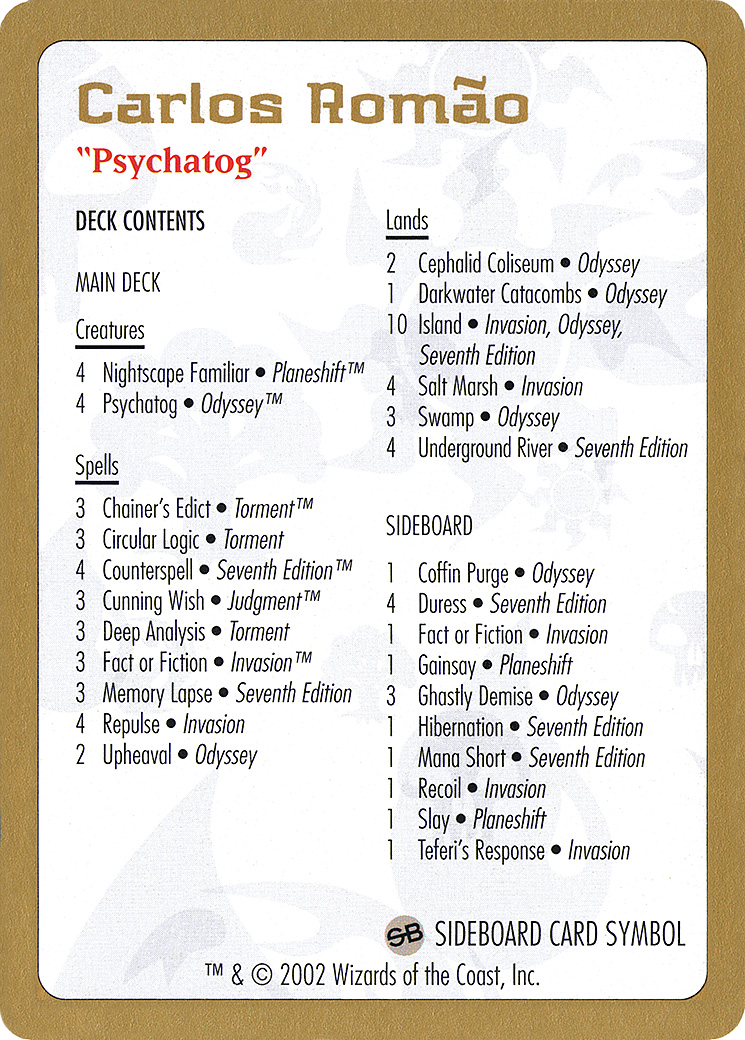 Carlos Romão
"Psychatog"
DECK CONTENTS
MAIN DECK
Creatures
4 Nightscape Familiar • Planeshift™
4 Psychatog • Odyssey™
Spells
3 Chainer's Edict • Torment™
3 Circular Logic • Torment
4 Counterspell • Seventh Edition™
3 Cunning Wish • Judgment™
3 Deep Analysis • Torment
3 Fact or Fiction • Invasion™
3 Memory Lapse • Seventh Edition
4 Repulse • Invasion
2 Upheaval • Odyssey
Lands
2 Cephalid Coliseum • Odyssey
1 Darkwater Catacombs • Odyssey
10 Island • Invasion, Odyssey,
Seventh Edition
4 Salt Marsh • Invasion
3 Swamp • Odyssey
4 Underground River • Seventh Edition
SIDEBOARD
1 Coffin Purge • Odyssey
4 Duress • Seventh Edition
1 Fact or Fiction • Invasion
1 Gainsay • Planeshift
3 Ghastly Demise • Odyssey
1 Hibernation • Seventh Edition
1 Mana Short • Seventh Edition
1 Recoil • Invasion
1 Slay • Planeshift
1 Teferi's Response • Invasion
SB SIDEBOARD CARD SYMBOL
™ & © 2002 Wizards of the Coast, Inc.